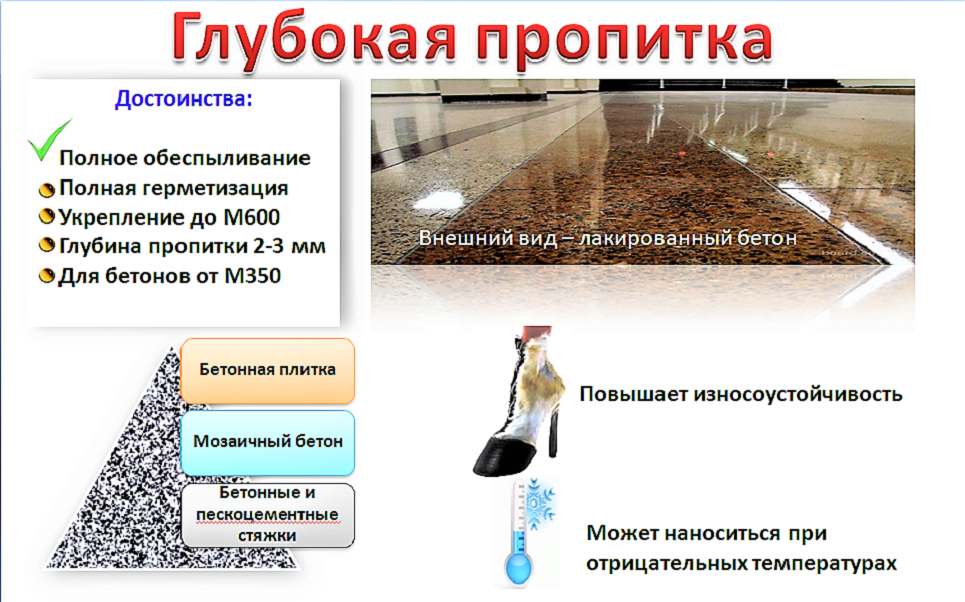 Глубокая пропитка
Достоинства:
Полное обеспыливание
Полная герметизация
Укрепление до М600
Глубина пропитки 2-3 мм
Для бетонов от М350
Внешний вид – лакированный бетон
Бетонная плитка
Мозаичный бетон
Бетонные и
пескоцементные
стяжки
Повышает износоустойчивость
Может наноситься при
отрицательных температурах